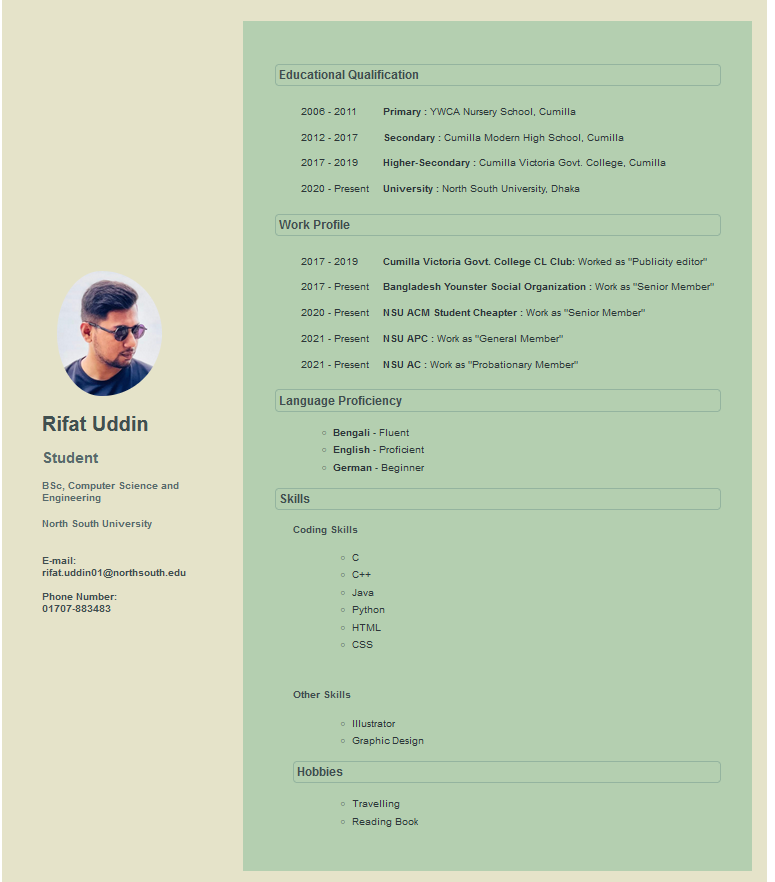 Rifat Uddin
Student
BSc, Computer Science and
Engineering
North South University
E-mail:
rifat.uddin01@northsouth.edu
Phone Number:
01707-883483
Educational Qualification
2006 - 2011 Primary : YWCA Nursery School, Cumilla
2012 - 2017 Secondary : Cumilla Modern High School, Cumilla
2017 - 2019 Higher-Secondary : Cumilla Victoria Govt. College, Cumilla
2020 - Present University : North South University, Dhaka
Work Profile
2017 - 2019 Cumilla Victoria Govt. College CL Club: Worked as "Publicity editor"
2017 - Present Bangladesh Younster Social Organization : Work as "Senior Member"
2020 - Present NSU ACM Student Cheapter : Work as "Senior Member"
2021 - Present NSU APC : Work as "General Member"
2021 - Present NSU AC : Work as "Probationary Member"
Language Proficiency
Bengali - Fluent
English - Proficient
German - Beginner
Skills
Coding Skills
C
C++
Java
Python
HTML
CSS
Other Skills
Illustrator
Graphic Design
Hobbies
Travelling
Reading Book